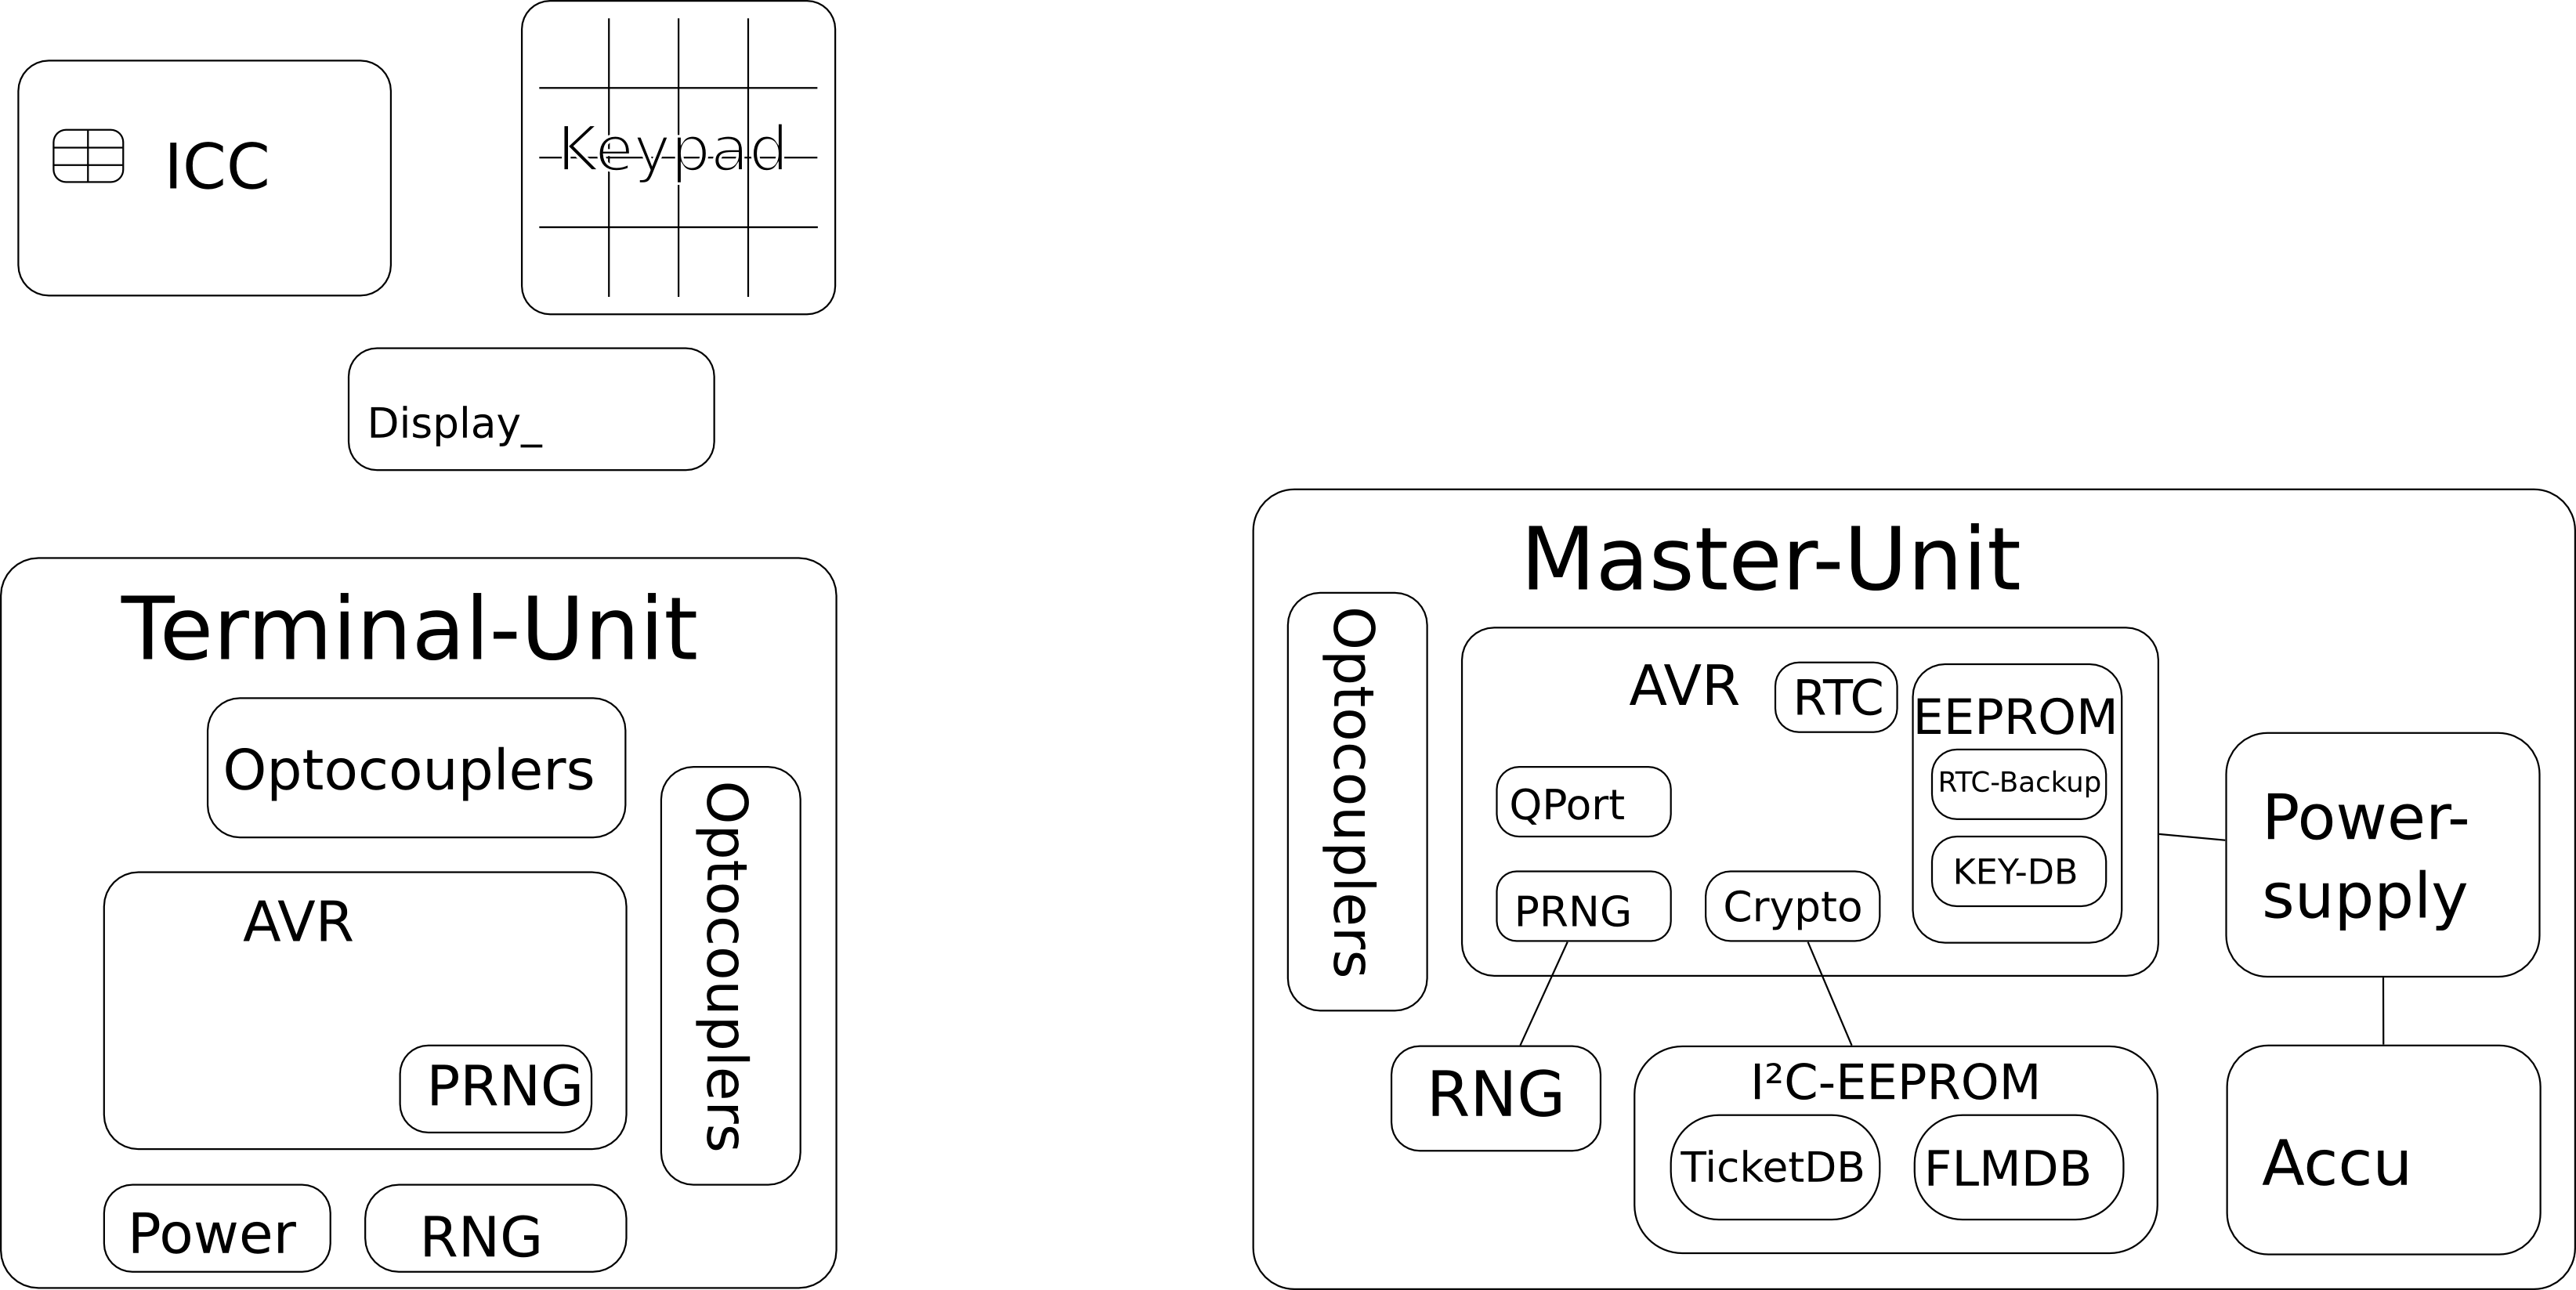 ICC
Keypad
Display_
Terminal-Unit
Optocouplers
Optocouplers
AVR
PRNG
Power
RNG
Master-Unit
Optocouplers
AVR
RTC
EEPROM
RTC-Backup
KEY-DB
QPort
PRNG
Crypto
Power-
supply
RNG
I²C-EEPROM
TicketDB
FLMDB
Accu